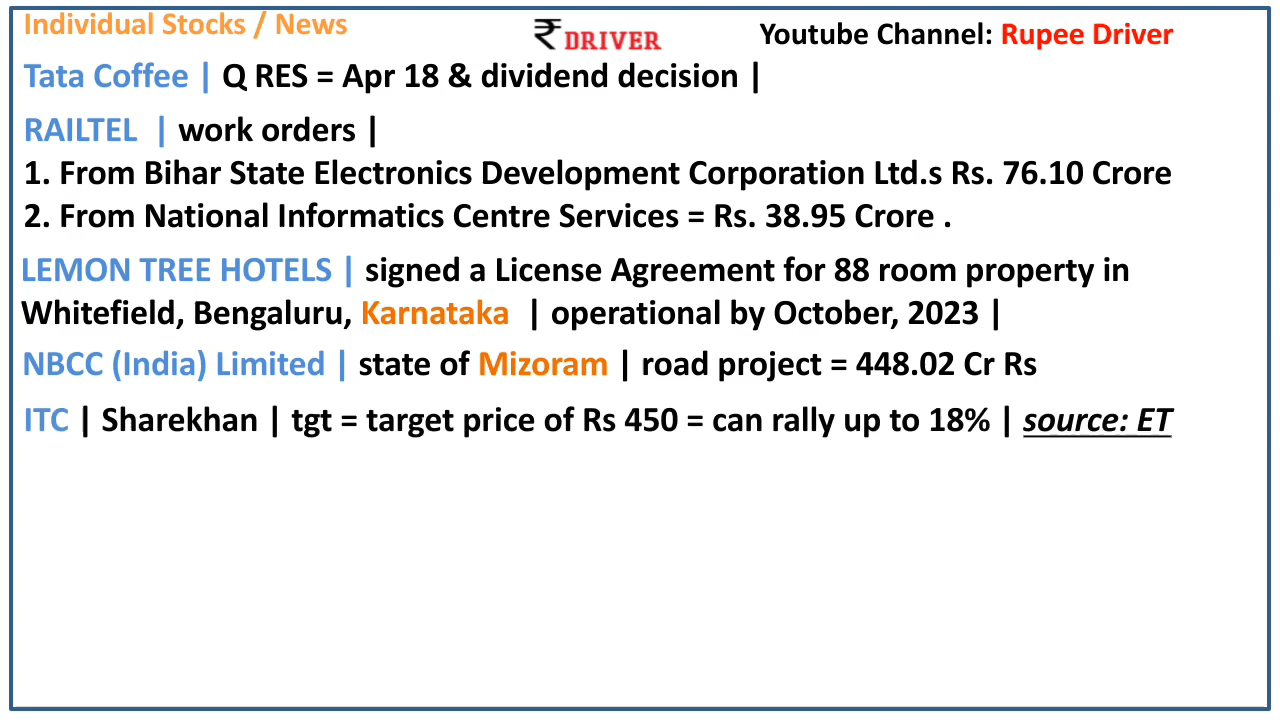 Individual Stocks / News
₹ DRIVER
Youtube Channel: Rupee Driver
Tata Coffee | Q RES = Apr 18 & dividend decision |
RAILTEL | work orders |
1. From Bihar State Electronics Development Corporation Ltd.s Rs. 76.10 Crore
2. From National Informatics Centre Services = Rs. 38.95 Crore .
LEMON TREE HOTELS | signed a License Agreement for 88 room property in
Whitefield, Bengaluru, Karnataka | operational by October, 2023 |
NBCC (India) Limited | state of Mizoram | road project = 448.02 Cr Rs
ITC | Sharekhan | tgt = target price of Rs 450 = can rally up to 18% | source: ET